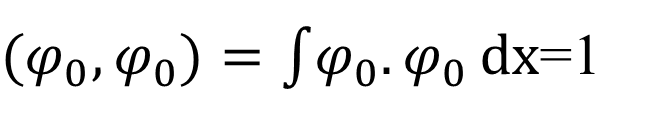 (φ₀, φ₀) = ∫φ₀. φ₀ dx=1